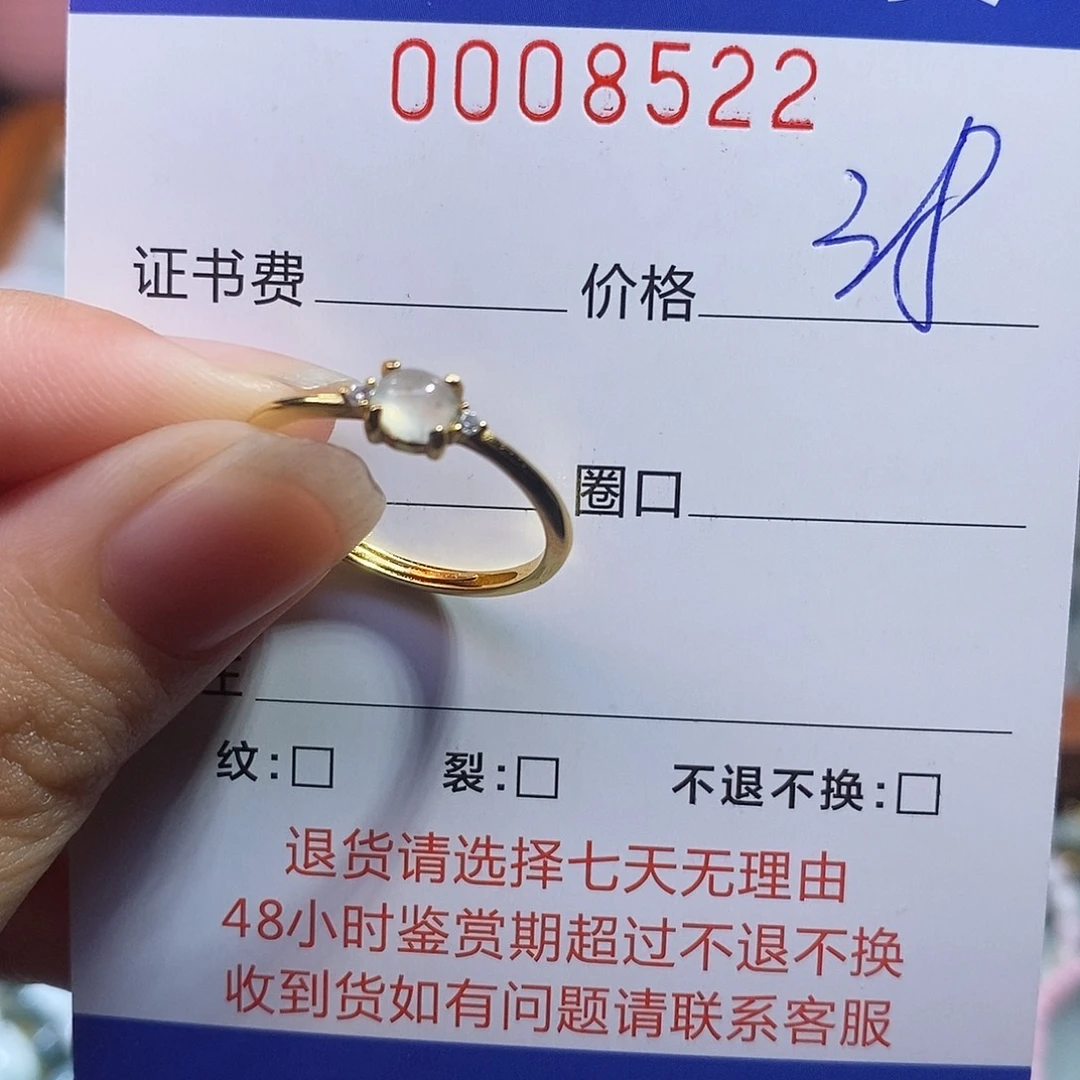 0008522
证书费 价格 38
圈口
纹:□ 裂:□ 不退不换:□
退货请选择七天无理由
48小时鉴赏期超过不退不换
收到货如有问题请联系客服